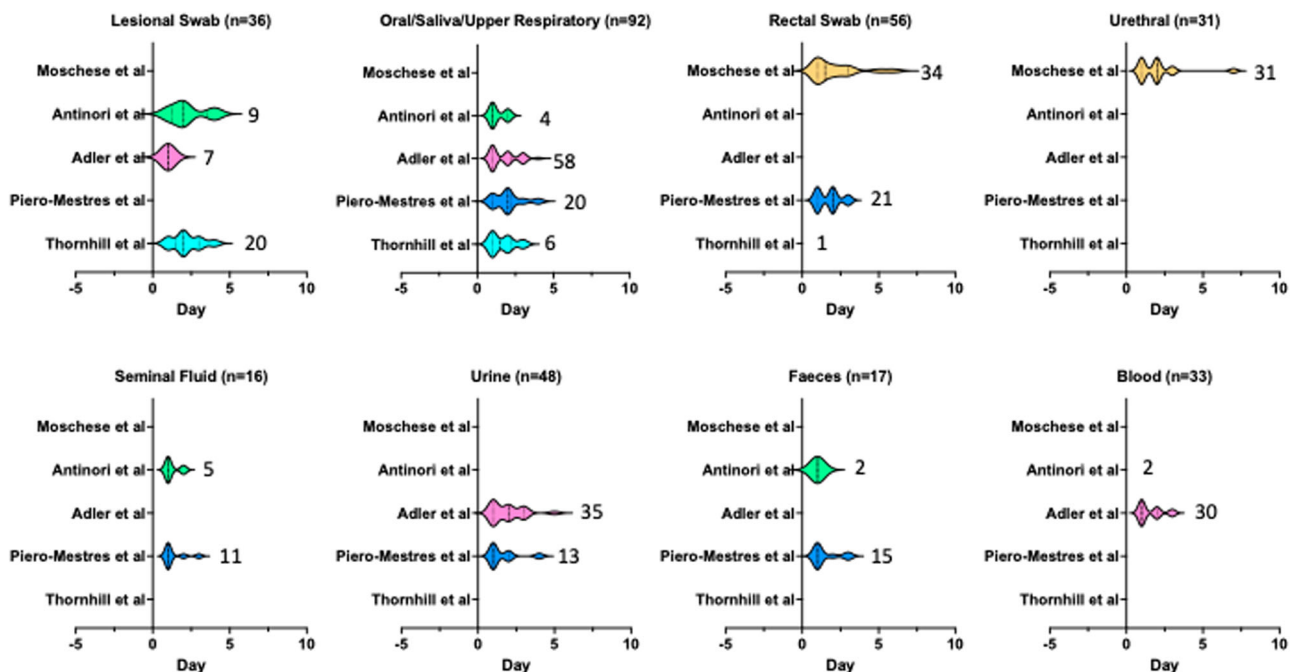 Lesional Swab (n=36)
Moschese et al
Antinori et al 9
Adler et al 7
Piero-Mestres et al
Thornhill et al 20
-5 0 5 10
Day
Oral/Saliva/Upper Respiratory (n=92)
Moschese et al
Antinori et al 4
Adler et al 58
Piero-Mestres et al 20
Thornhill et al 6
-5 0 5 10
Day
Rectal Swab (n=56)
Moschese et al 34
Antinori et al
Adler et al
Piero-Mestres et al 21
Thornhill et al 1
-5 0 5 10
Day
Urethral (n=31)
Moschese et al 31
Antinori et al
Adler et al
Piero-Mestres et al
Thornhill et al
-5 0 5 10
Day
Seminal Fluid (n=16)
Moschese et al
Antinori et al 5
Adler et al
Piero-Mestres et al 11
Thornhill et al
-5 0 5 10
Day
Urine (n=48)
Moschese et al
Antinori et al
Adler et al 35
Piero-Mestres et al 13
Thornhill et al
-5 0 5 10
Day
Faeces (n=17)
Moschese et al
Antinori et al 2
Adler et al
Piero-Mestres et al 15
Thornhill et al
-5 0 5 10
Day
Blood (n=33)
Moschese et al
Antinori et al 2
Adler et al 30
Piero-Mestres et al
Thornhill et al
-5 0 5 10
Day